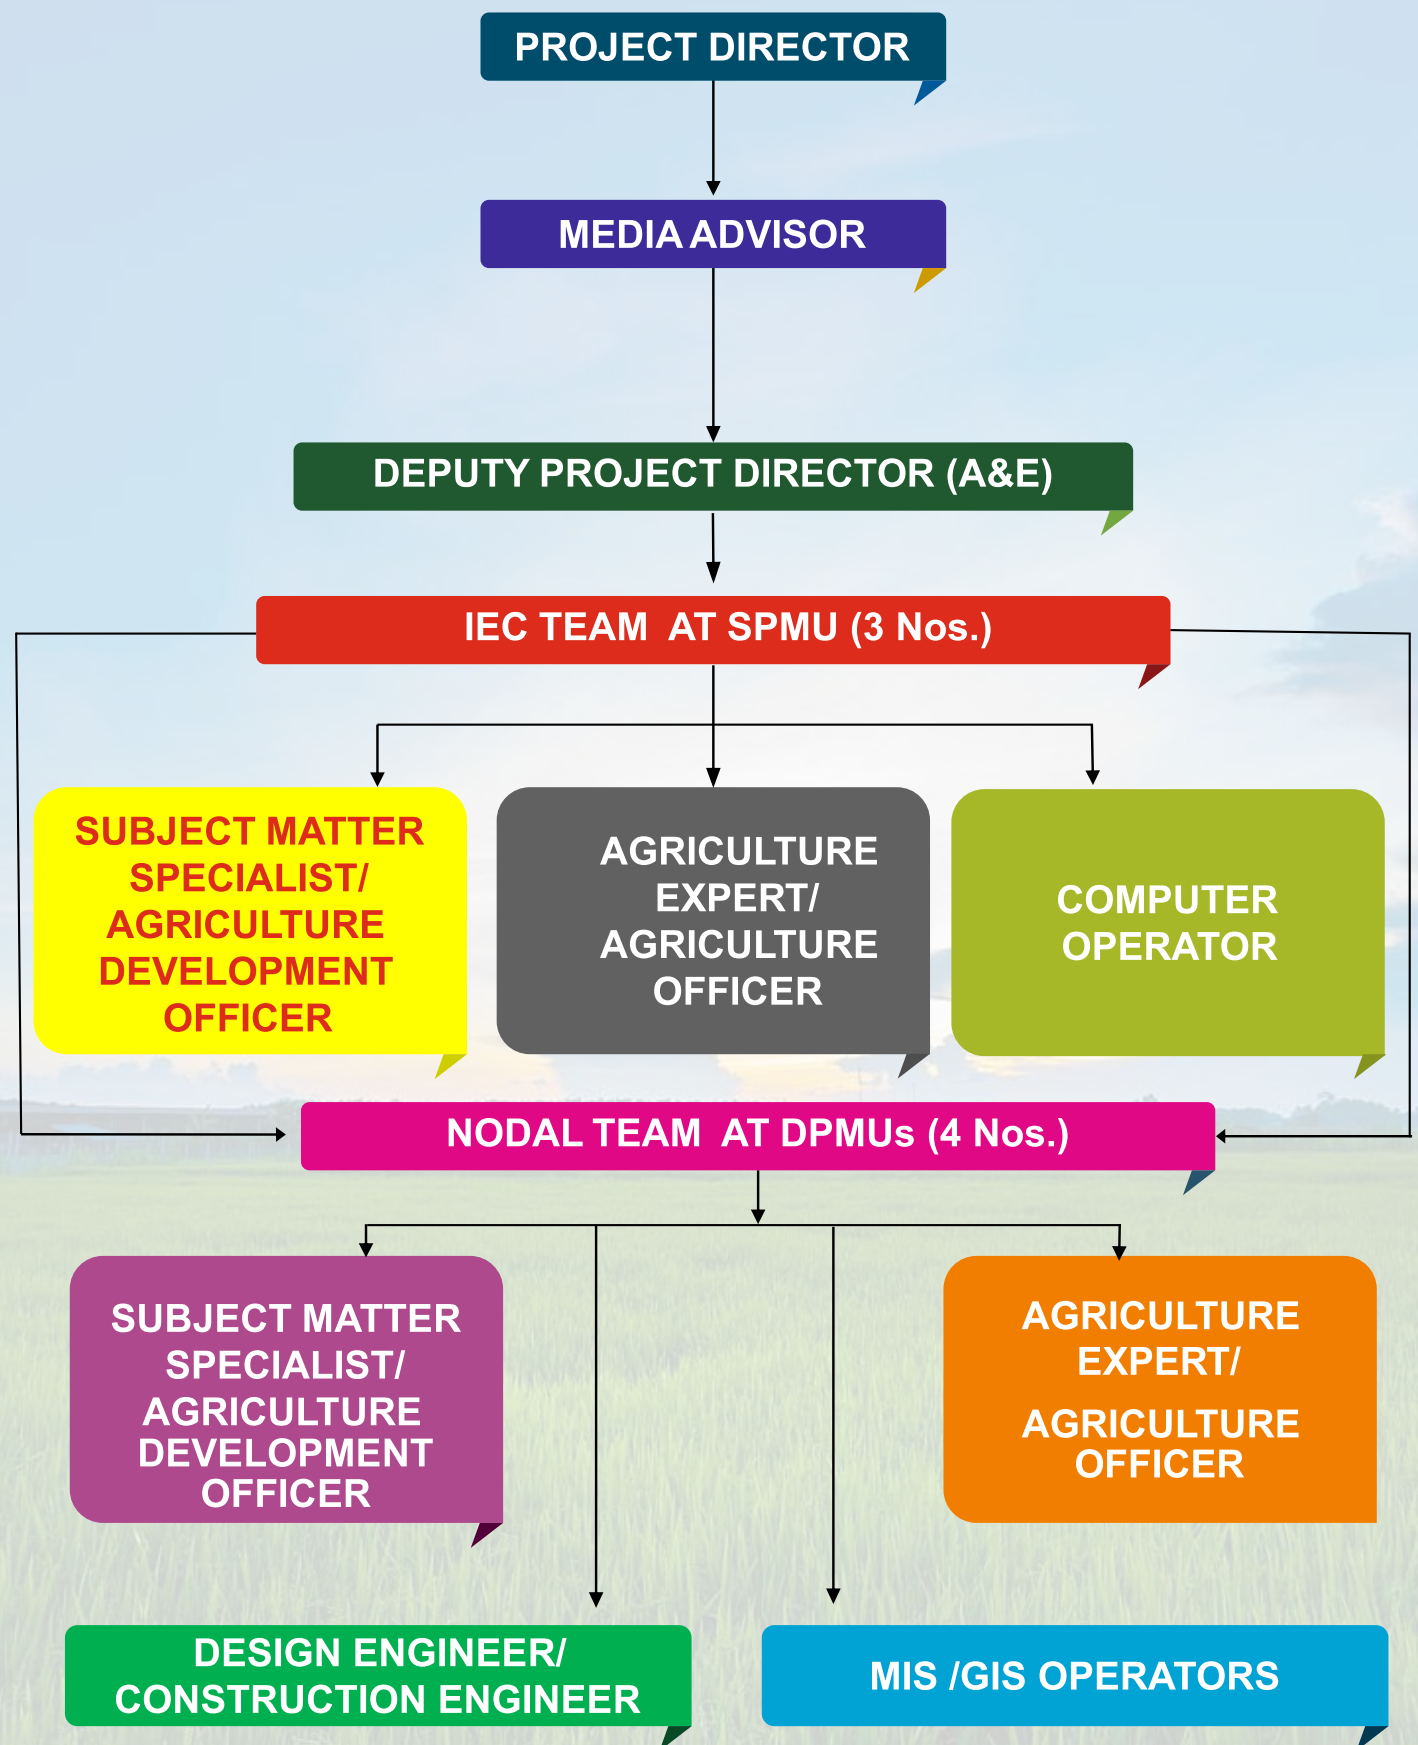 PROJECT DIRECTOR
MEDIA ADVISOR
DEPUTY PROJECT DIRECTOR (A&E)
IEC TEAM AT SPMU (3 Nos.)
SUBJECT MATTER
SPECIALIST/
AGRICULTURE
DEVELOPMENT
OFFICER
AGRICULTURE
EXPERT/
AGRICULTURE
OFFICER
COMPUTER
OPERATOR
NODAL TEAM AT DPMUs (4 Nos.)
SUBJECT MATTER
SPECIALIST/
AGRICULTURE
DEVELOPMENT
OFFICER
AGRICULTURE
EXPERT/
AGRICULTURE
OFFICER
DESIGN ENGINEER/
CONSTRUCTION ENGINEER
MIS /GIS OPERATORS